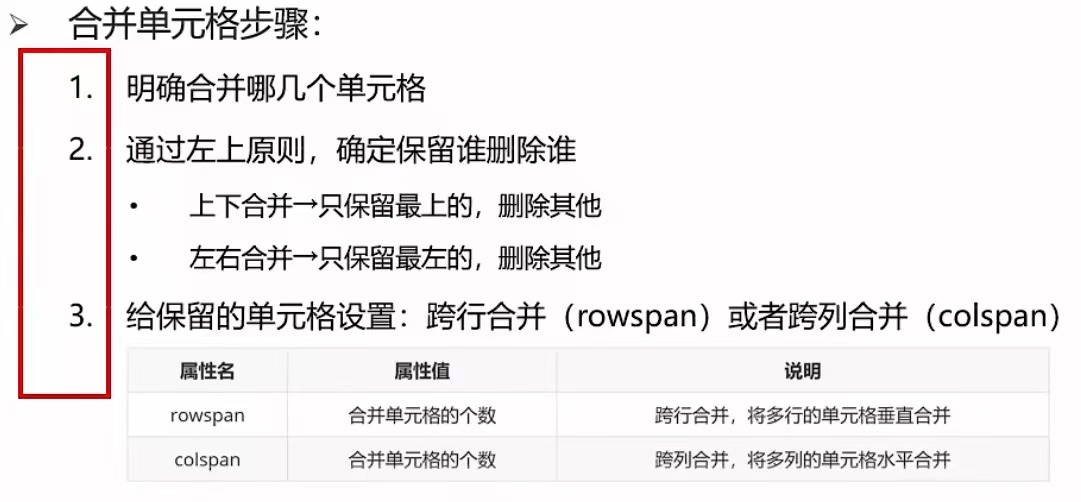 ➢ 合并单元格步骤：
1. 明确合并哪几个单元格
2. 通过左上原则，确定保留谁删除谁
• 上下合并→只保留最上的，删除其他
• 左右合并→只保留最左的，删除其他
3. 给保留的单元格设置：跨行合并（rowspan）或者跨列合并（colspan）
属性名 属性值 说明
rowspan 合并单元格的个数 跨行合并，将多行的单元格垂直合并
colspan 合并单元格的个数 跨列合并，将多列的单元格水平合并